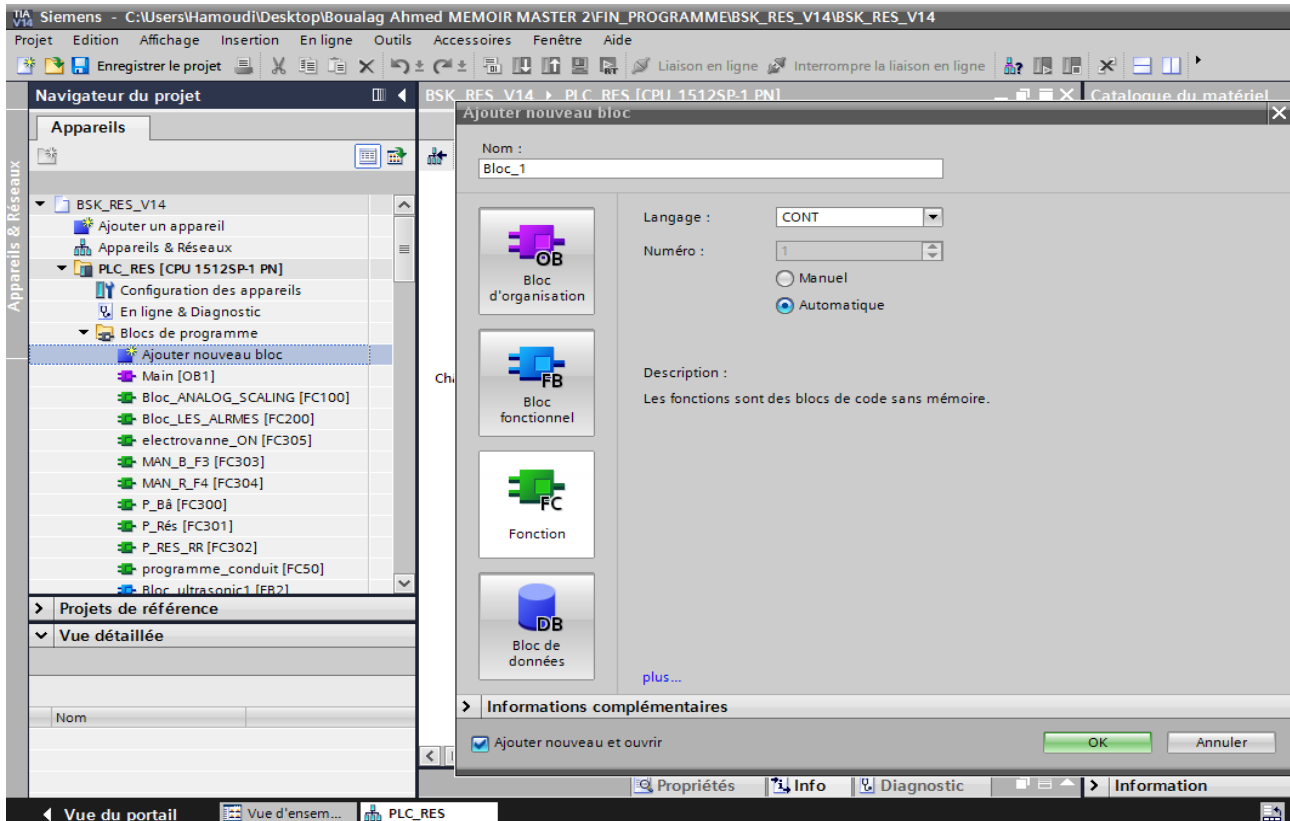 TIA V14 Siemens - C:\Users\Hamoudi\Desktop\Boualag Ahmed MEMOIR MASTER 2\FIN_PROGRAMME\BSK_RES_V14\BSK_RES_V14
Projet Edition Affichage Insertion En ligne Outils Accessoires Fenêtre Aide
Enregistrer le projet Liaison en ligne Interrompre la liaison en ligne
Navigateur du projet
BSK_RES_V14 PLC_RES [CPU 1512SP-1 PN]
Catalogue du matériel
Appareils
Appareils & Réseaux
BSK_RES_V14
Ajouter un appareil
Appareils & Réseaux
PLC_RES [CPU 1512SP-1 PN]
Configuration des appareils
En ligne & Diagnostic
Blocs de programme
Ajouter nouveau bloc
Main [OB1]
Bloc_ANALOG_SCALING [FC100]
Bloc_LES_ALRMES [FC200]
electrovanne_ON [FC305]
MAN_B_F3 [FC303]
MAN_R_F4 [FC304]
P_Bâ [FC300]
P_Rés [FC301]
P_RES_RR [FC302]
programme_conduit [FC50]
Bloc_ultrasonic1 [FB2]
Projets de référence
Vue détaillée
Nom
Ajouter nouveau bloc
Nom :
Bloc_1
OB
Bloc
d'organisation
FB
Bloc
fonctionnel
FC
Fonction
DB
Bloc de
données
Langage : CONT
Numéro : 1
Manuel
Automatique
Description :
Les fonctions sont des blocs de code sans mémoire.
plus...
Informations complémentaires
Ajouter nouveau et ouvrir
OK Annuler
Propriétés Info Diagnostic
Information
Vue du portail Vue d'ensem... PLC_RES